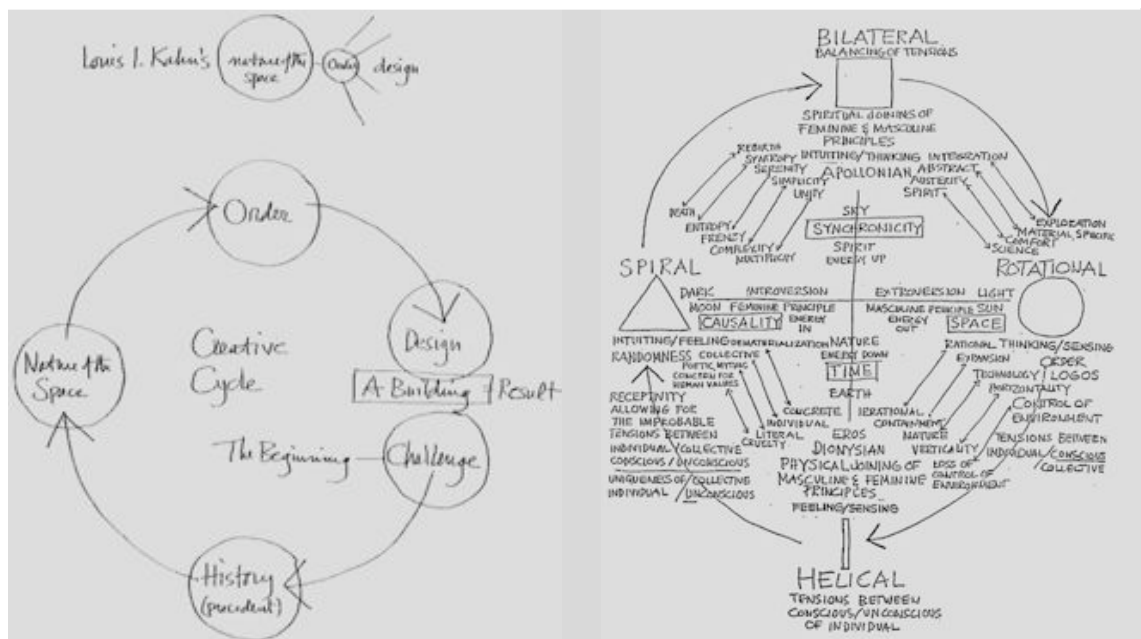 Louis I. Kahn's
nature of the
space
Order
design
Order
Design
A Building
Result
Creative
Cycle
Nature of the
Space
The Beginning
Challenge
History
(precedent)
BILATERAL
BALANCING OF TENSIONS
SPIRITUAL JOININGS OF
FEMININE & MASCULINE
PRINCIPLES
INTUITING/THINKING
APOLLONIAN
REBIRTH
SYNTROPY
SERENITY
SIMPLICITY
UNITY
DEATH
ENTROPY
FRENZY
COMPLEXITY
MULTIPLICITY
INTEGRATION
ABSTRACT
AUSTERITY
SPIRIT
EXPLORATION
MATERIAL, SPECIFIC
COMFORT
SCIENCE
SKY
SYNCHRONICITY
SPIRIT
ENERGY UP
SPIRAL
ROTATIONAL
DARK INTROVERSION
EXTROVERSION LIGHT
MOON FEMININE PRINCIPLE
MASCULINE PRINCIPLE SUN
CAUSALITY
ENERGY
IN
ENERGY
OUT
SPACE
INTUITING/FEELING
RANDOMNESS
DEMATERIALIZATION
COLLECTIVE
POETIC, MYTHIC
CONCERN FOR
HUMAN VALUES
CONCRETE
INDIVIDUAL
LITERAL
CRUELTY
RECEPTIVITY
ALLOWING FOR
THE IMPROBABLE
TENSIONS BETWEEN
INDIVIDUAL/COLLECTIVE
CONSCIOUS/UNCONSCIOUS
UNIQUENESS OF COLLECTIVE
INDIVIDUAL/UNCONSCIOUS
NATURE
ENERGY DOWN
TIME
EARTH
EROS
DIONYSIAN
PHYSICAL JOINING OF
MASCULINE & FEMININE
PRINCIPLES
FEELING/SENSING
RATIONAL
EXPANSION
TECHNOLOGY
HORIZONTALITY
CONTROL OF
ENVIRONMENT
IRRATIONAL
CONTAINMENT
NATURE
VERTICALITY
LOSS OF
CONTROL OF
ENVIRONMENT
THINKING/SENSING
ORDER
LOGOS
TENSIONS BETWEEN
INDIVIDUAL/CONSCIOUS
COLLECTIVE
HELICAL
TENSIONS BETWEEN
CONSCIOUS/UNCONSCIOUS
OF INDIVIDUAL